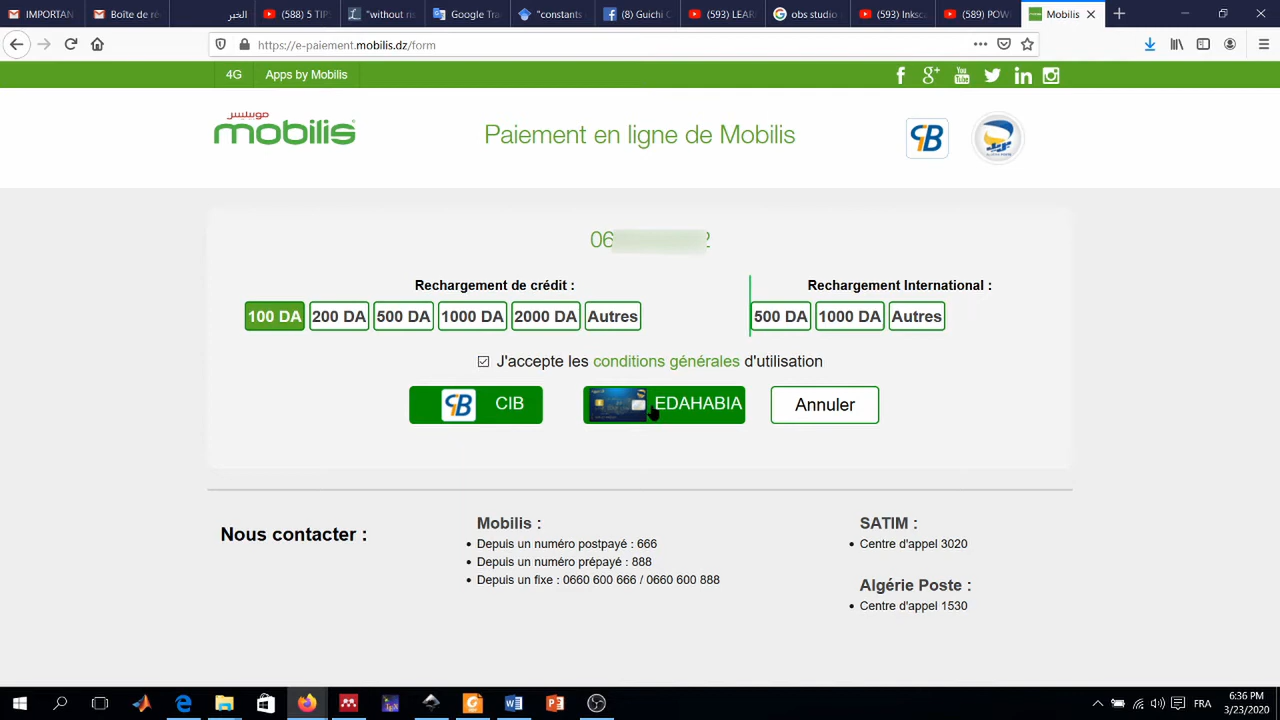 IMPORTAN
Boîte de ré
الخبر
(588) 5 TIP
"without ris
Google Tra
"constants
(8) Guichi C
(593) LEAR
obs studio
(593) Inksc
(589) POW
Mobilis
https://e-paiement.mobilis.dz/form
4G
Apps by Mobilis
موبيليس
mobilis
Paiement en ligne de Mobilis
06 2
Rechargement de crédit :
Rechargement International :
100 DA
200 DA
500 DA
1000 DA
2000 DA
Autres
500 DA
1000 DA
Autres
J'accepte les conditions générales d'utilisation
CIB
EDAHABIA
Annuler
Nous contacter :
Mobilis :
Depuis un numéro postpayé : 666
Depuis un numéro prépayé : 888
Depuis un fixe : 0660 600 666 / 0660 600 888
SATIM :
Centre d'appel 3020
Algérie Poste :
Centre d'appel 1530
FRA
6:36 PM
3/23/2020